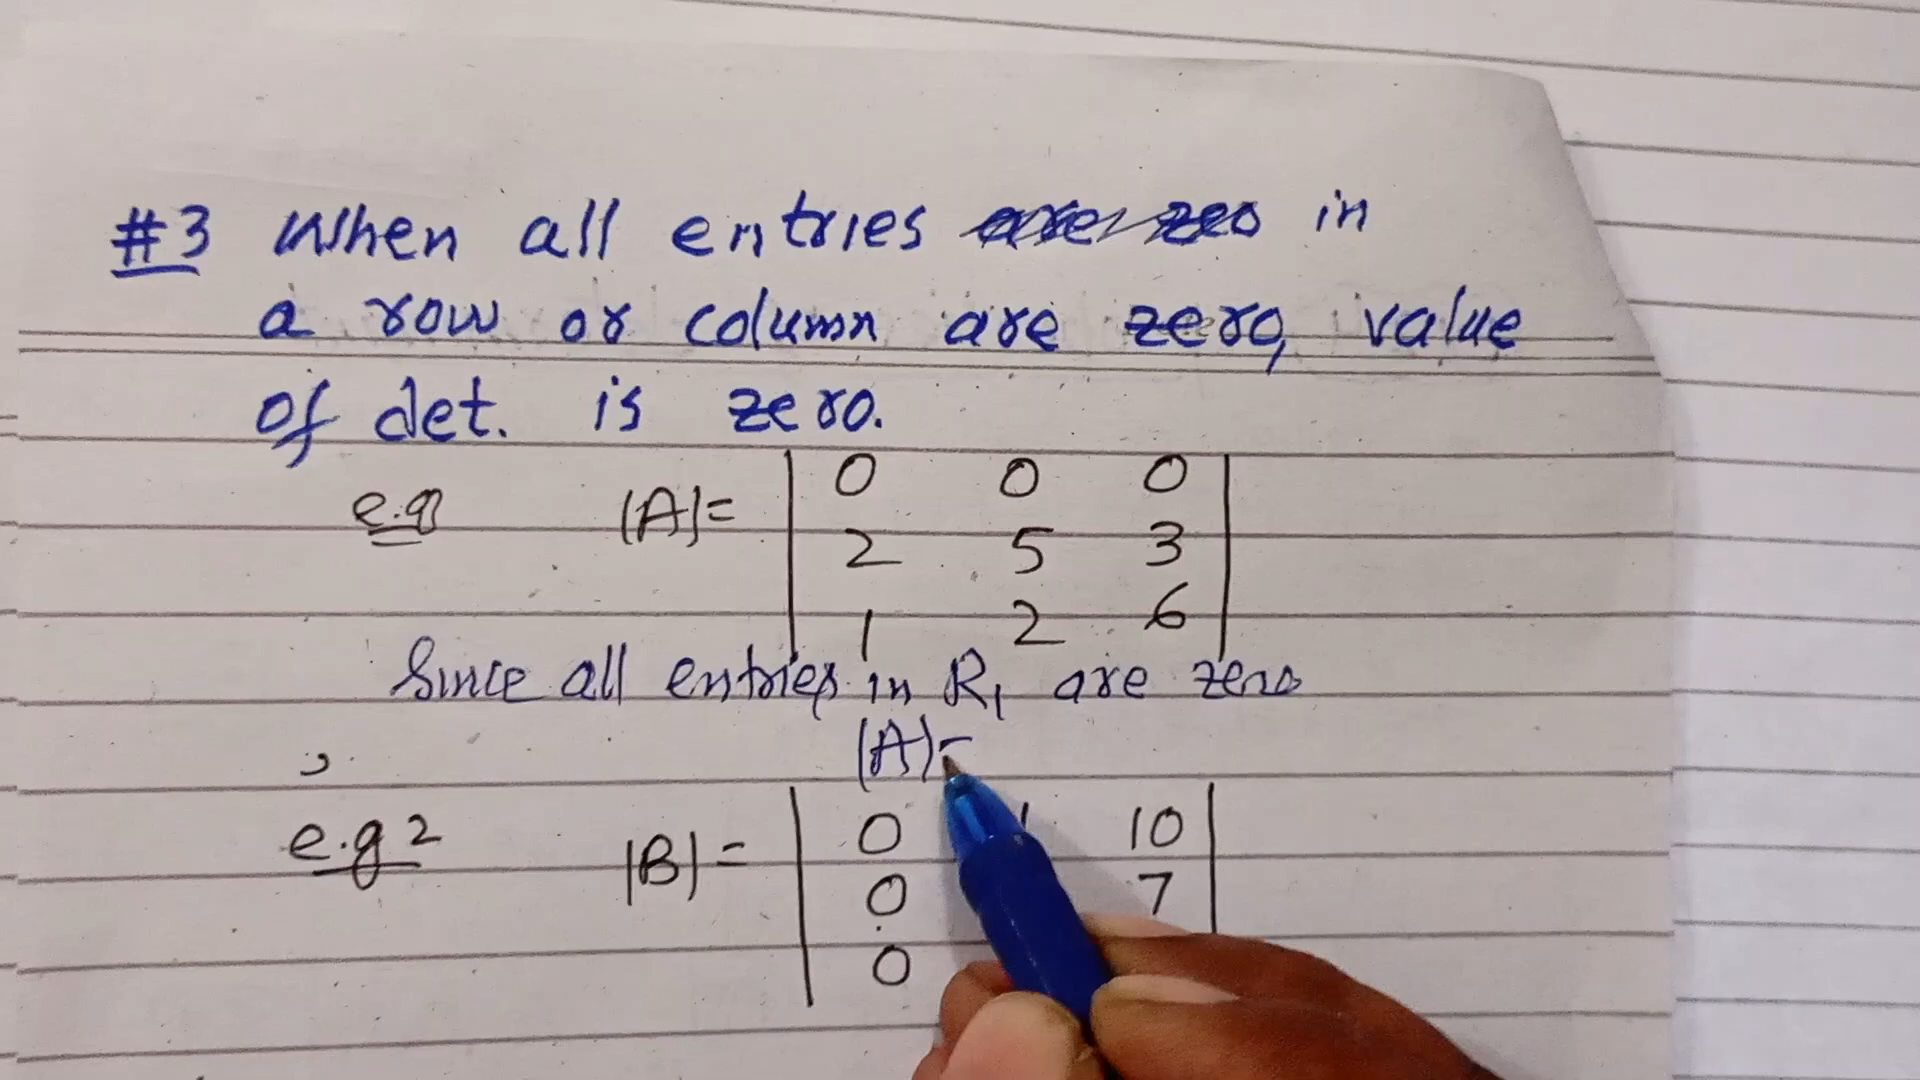 #3 When all entries in
a row or column are zero, value
of det. is zero.
e.g |A|= 0 0 0
2 5 3
1 2 6
Since all entries in R1 are zero
|A|=
e.g 2 |B|= 0 10
0 7
0